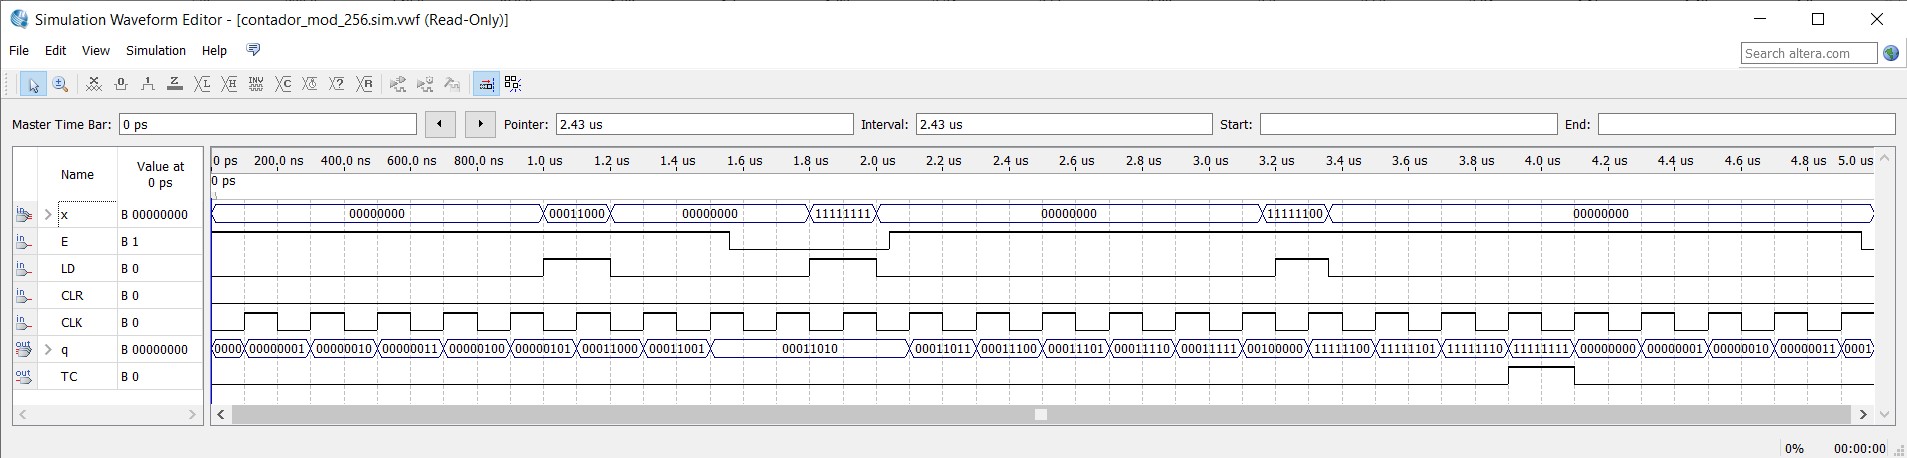 Simulation Waveform Editor - [contador_mod_256.sim.vwf (Read-Only)]
File Edit View Simulation Help
Search altera.com
Master Time Bar: 0 ps Pointer: 2.43 us Interval: 2.43 us Start: End:
Name Value at 0 ps
0 ps 200.0 ns 400.0 ns 600.0 ns 800.0 ns 1.0 us 1.2 us 1.4 us 1.6 us 1.8 us 2.0 us 2.2 us 2.4 us 2.6 us 2.8 us 3.0 us 3.2 us 3.4 us 3.6 us 3.8 us 4.0 us 4.2 us 4.4 us 4.6 us 4.8 us 5.0 us
0 ps
in x B 00000000 00000000 00011000 00000000 11111111 00000000 11111100 00000000
in E B 1
in LD B 0
in CLR B 0
in CLK B 0
out q B 00000000 0000 00000001 00000010 00000011 00000100 00000101 00011000 00011001 00011010 00011011 00011100 00011101 00011110 00011111 00100000 11111100 11111101 11111110 11111111 00000000 00000001 00000010 00000011 0001
out TC B 0
0% 00:00:00